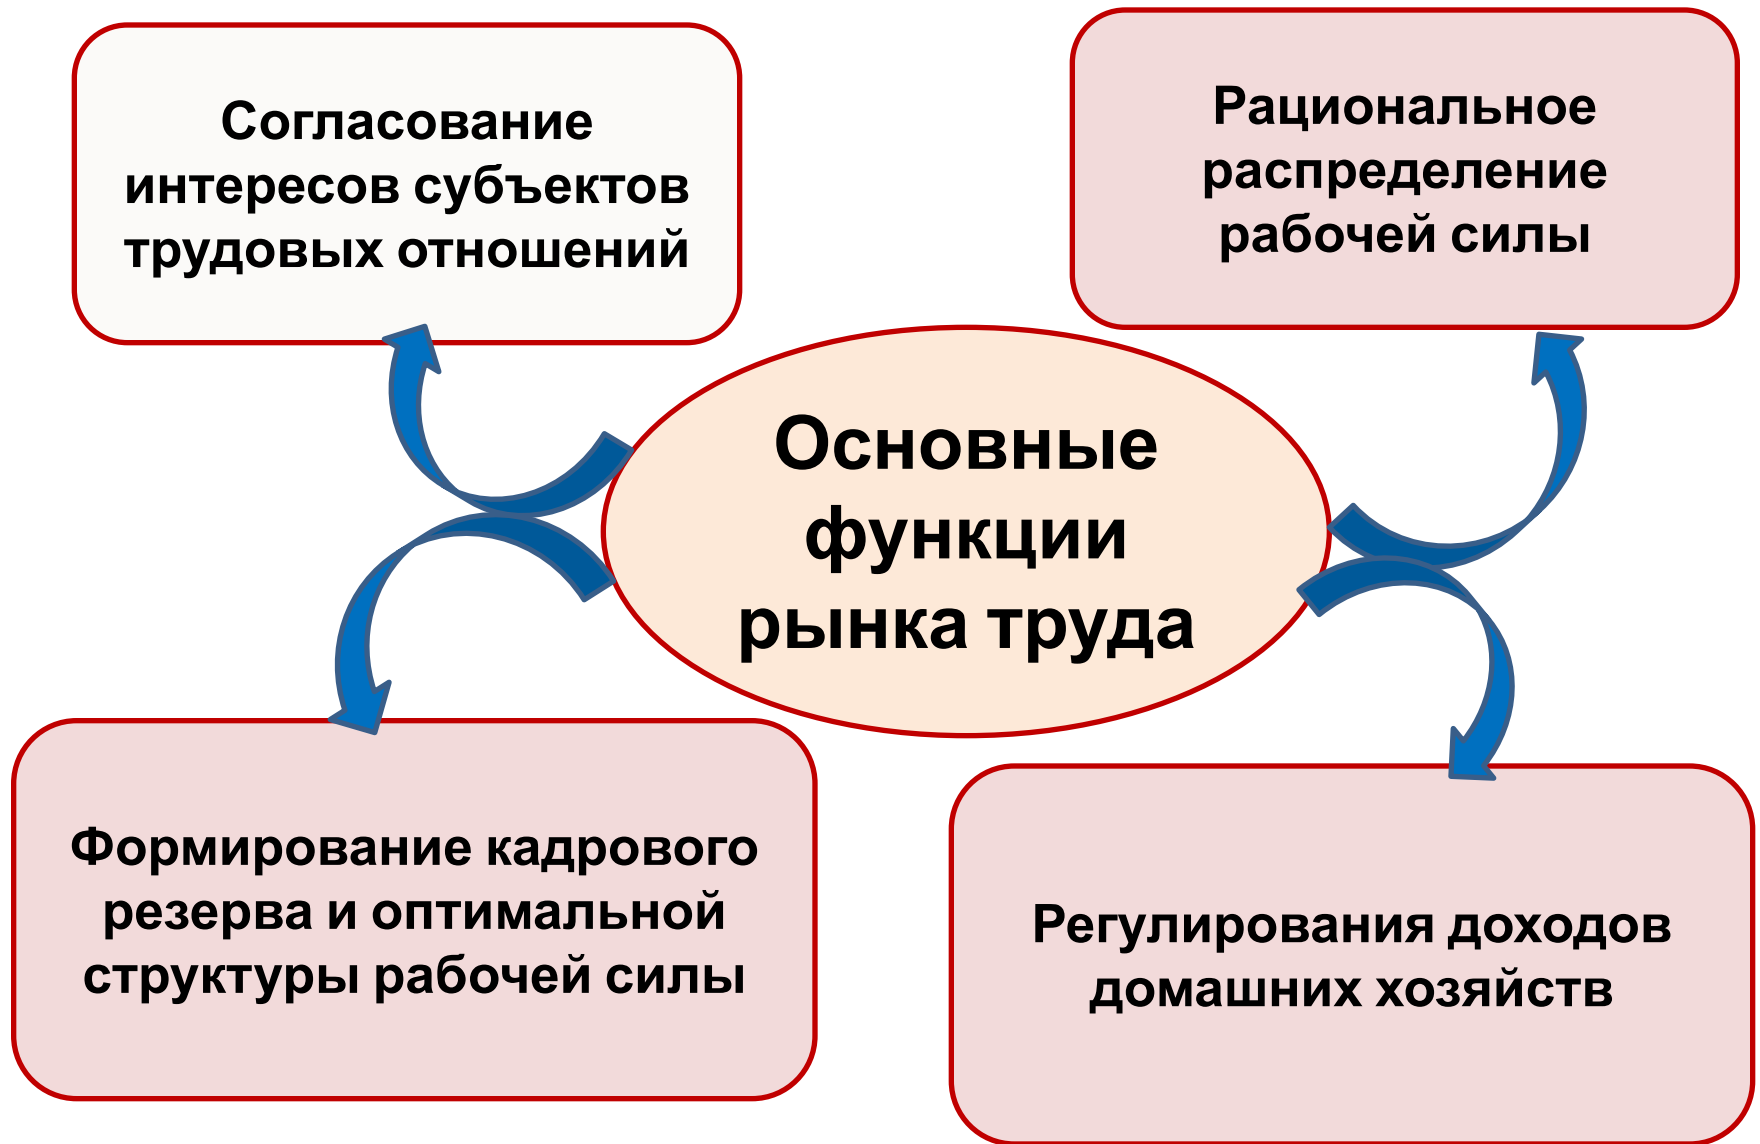 Согласование
интересов субъектов
трудовых отношений
Рациональное
распределение
рабочей силы
Основные
функции
рынка труда
Формирование кадрового
резерва и оптимальной
структуры рабочей силы
Регулирования доходов
домашних хозяйств